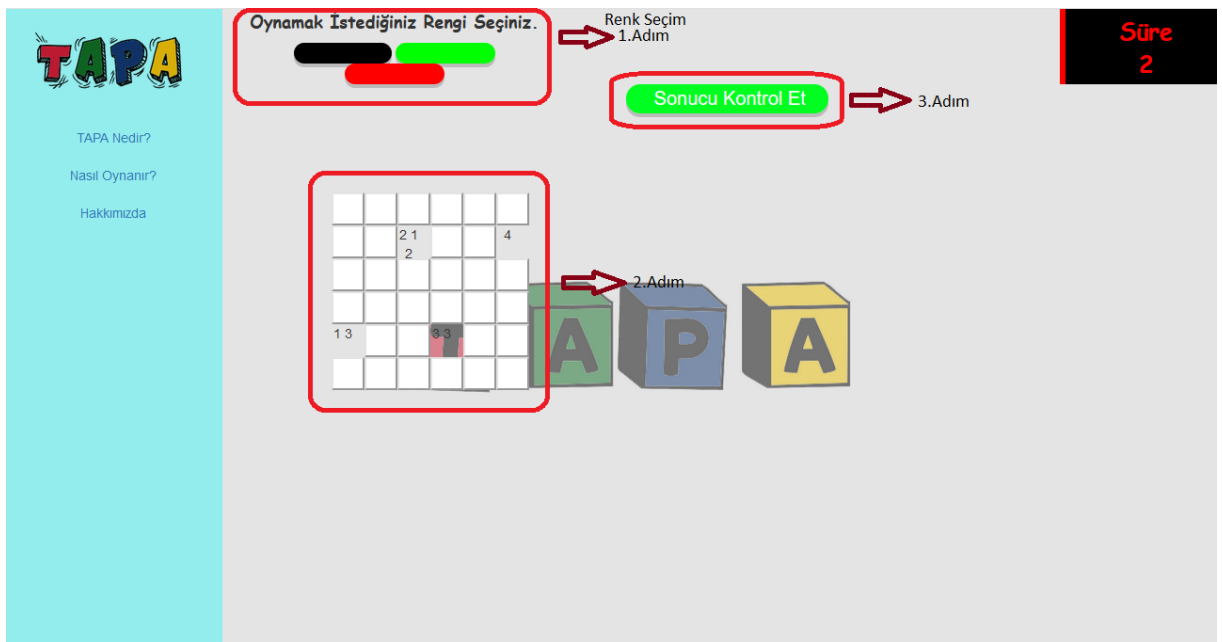 TAPA
TAPA Nedir?
Nasıl Oynanır?
Hakkımızda
Oynamak İstediğiniz Rengi Seçiniz.
Renk Seçim
1.Adım
Süre
2
Sonucu Kontrol Et
3.Adım
2 1
2
4
2.Adım
1 3
3 3
A P A